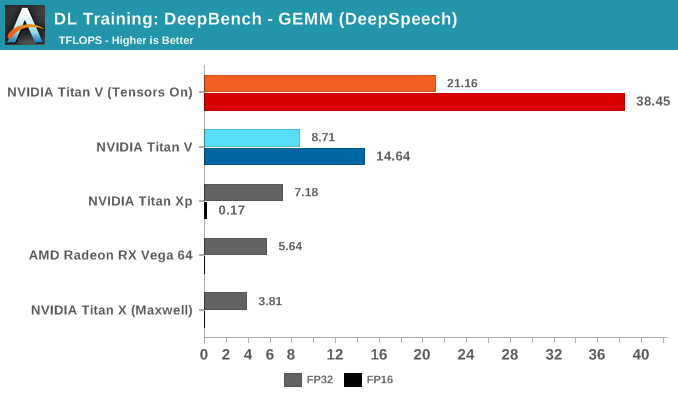 DL Training: DeepBench - GEMM (DeepSpeech)
TFLOPS - Higher is Better
NVIDIA Titan V (Tensors On)
21.16
38.45
NVIDIA Titan V
8.71
14.64
NVIDIA Titan Xp
7.18
0.17
AMD Radeon RX Vega 64
5.64
NVIDIA Titan X (Maxwell)
3.81
0 2 4 6 8 12 16 20 24 28 32 36 40
FP32 FP16